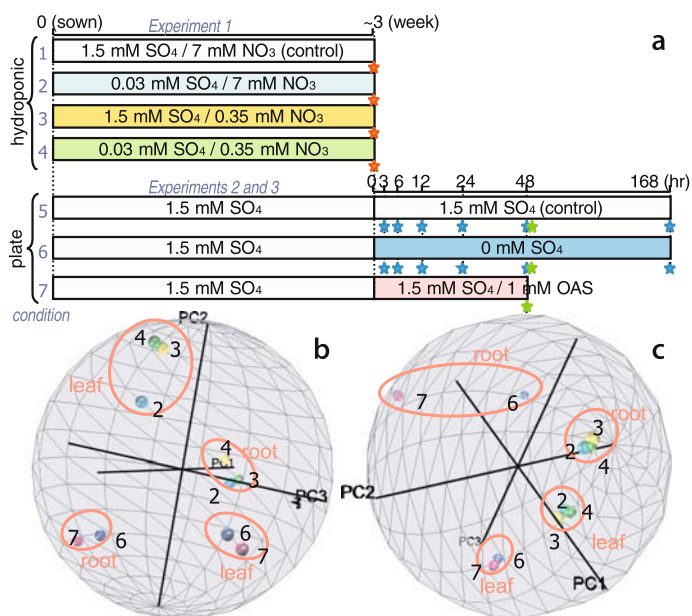 0 (sown) Experiment 1 ~3 (week)
a
hydroponic
1 1.5 mM SO4 / 7 mM NO3 (control)
2 0.03 mM SO4 / 7 mM NO3
3 1.5 mM SO4 / 0.35 mM NO3
4 0.03 mM SO4 / 0.35 mM NO3
Experiments 2 and 3 0 3 6 12 24 48 168 (hr)
plate
5 1.5 mM SO4 1.5 mM SO4 (control)
6 1.5 mM SO4 0 mM SO4
7 1.5 mM SO4 1.5 mM SO4 / 1 mM OAS
condition
b
PC2
4 3
leaf
2
4 root
PC1
3
2
PC3
7 6
root
6
7
leaf
c
root
7 6
3 root
2
4
PC2
2 4
3 leaf
PC3
6
7
leaf
PC1